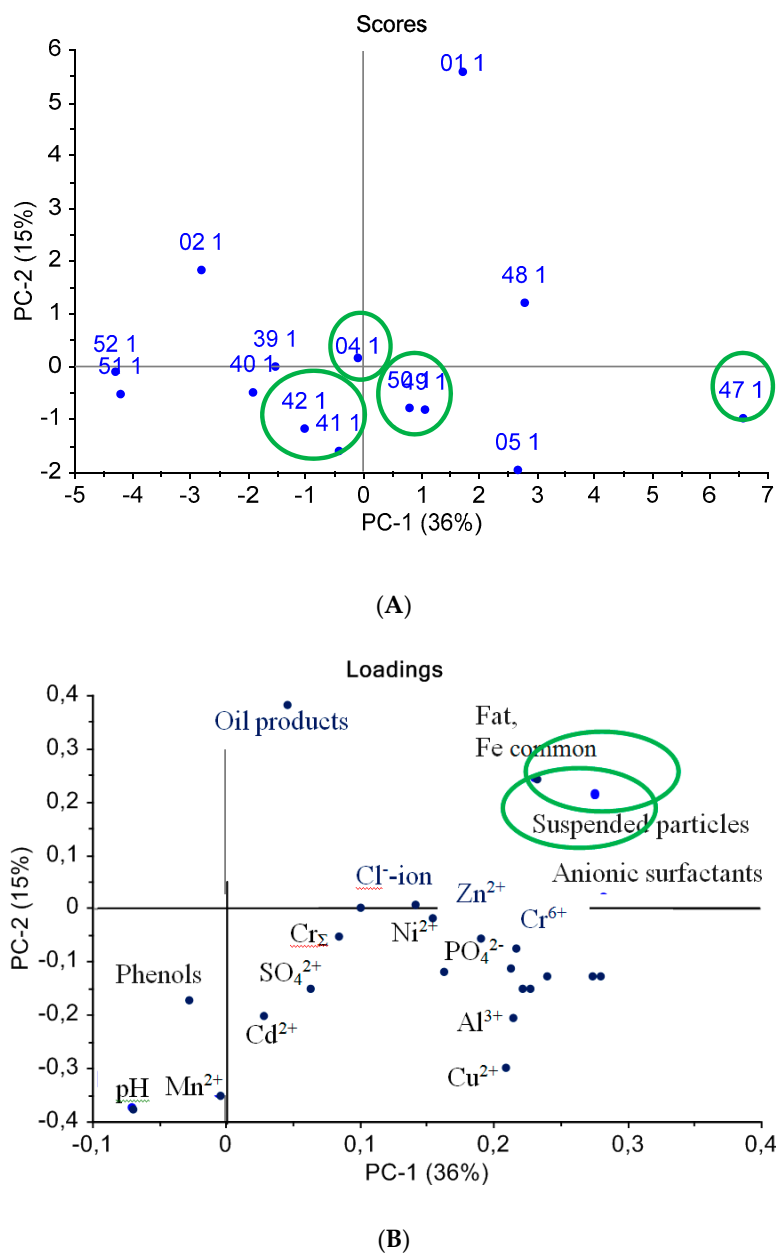 Scores
6
5
4
3
2
1
0
-1
-2
PC-2 (15%)
01 1
02 1
48 1
39 1
04 1
52 1
51 1
40 1
50 1
49 1
47 1
42 1
41 1
05 1
-5 -4 -3 -2 -1 0 1 2 3 4 5 6 7
PC-1 (36%)
(A)
Loadings
0,4
0,3
0,2
0,1
0
-0,1
-0,2
-0,3
-0,4
PC-2 (15%)
Oil products
Fat,
Fe common
Suspended particles
Anionic surfactants
Cl⁻-ion
Zn²⁺
Cr⁶⁺
Ni²⁺
CrΣ
PO₄²⁻
Phenols
SO₄²⁺
Al³⁺
Cd²⁺
Cu²⁺
pH
Mn²⁺
-0,1 0 0,1 0,2 0,3 0,4
PC-1 (36%)
(B)